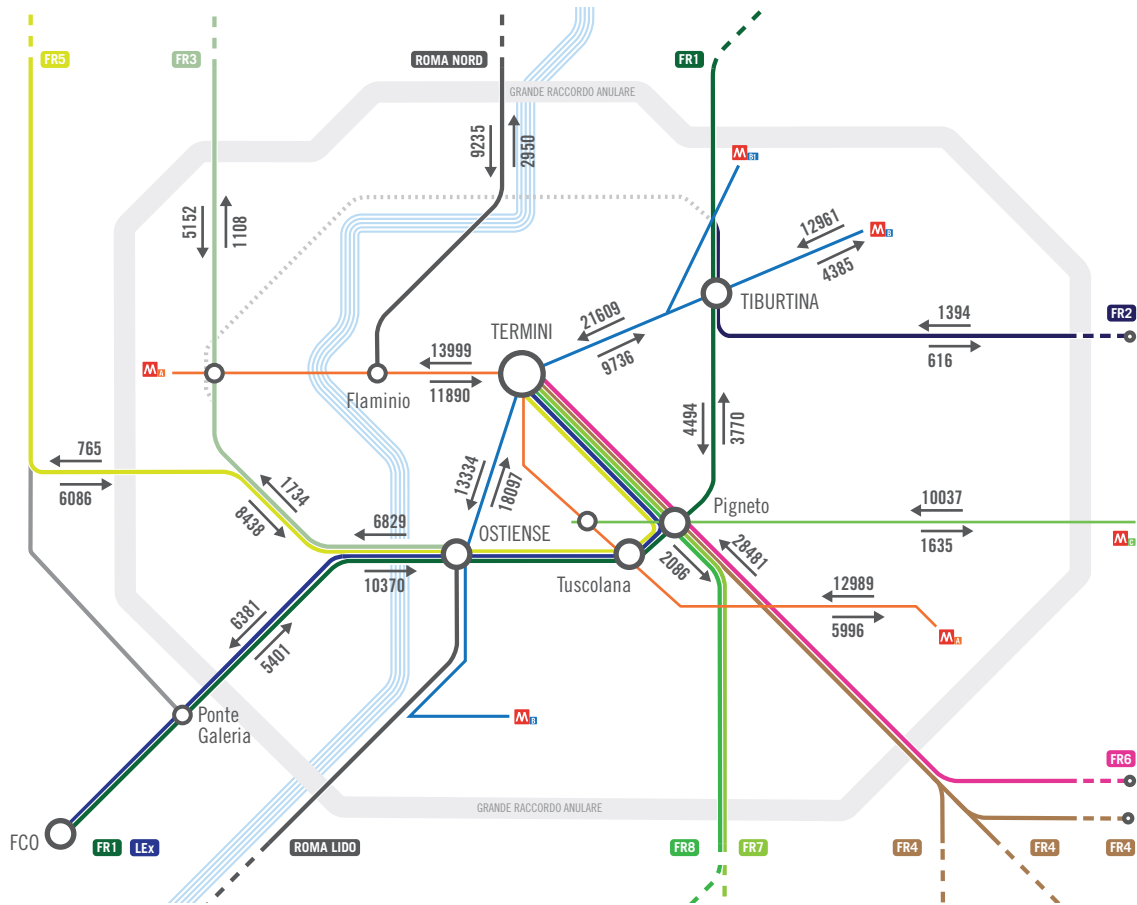 FR5
FR3
ROMA NORD
FR1
GRANDE RACCORDO ANULARE
9235
2950
M B1
5152
1108
12961
M B
4385
TIBURTINA
21609
9736
TERMINI
1394
FR2
616
M A
13999
11890
Flaminio
4494
3770
765
6086
1734
8438
13334
18097
6829
10370
OSTIENSE
Pigneto
10037
1635
M C
Tuscolana
2086
28481
12989
5996
M A
6381
5401
Ponte
Galeria
M B
FR6
GRANDE RACCORDO ANULARE
FCO
FR1
LEx
ROMA LIDO
FR8
FR7
FR4
FR4
FR4